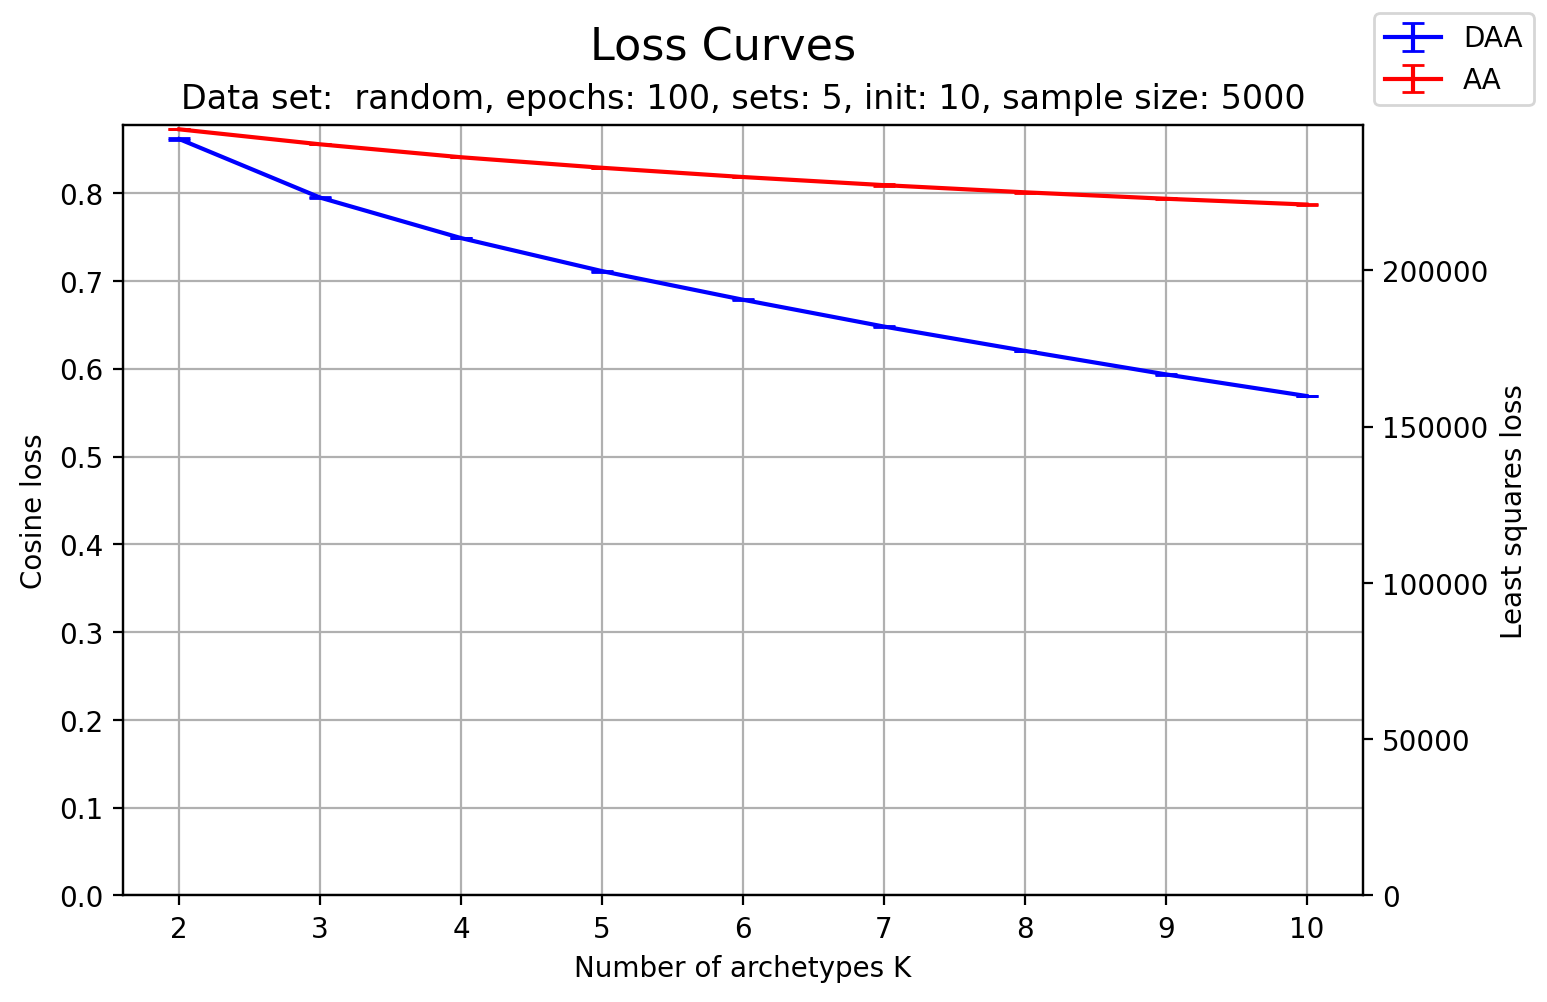 Loss Curves
Data set:  random, epochs: 100, sets: 5, init: 10, sample size: 5000
DAA
AA
Cosine loss
0.8
0.7
0.6
0.5
0.4
0.3
0.2
0.1
0.0
200000
150000
100000
50000
0
Least squares loss
2 3 4 5 6 7 8 9 10
Number of archetypes K